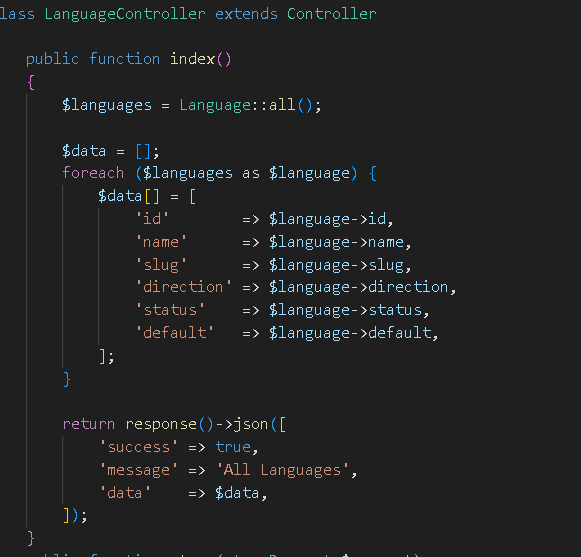 lass LanguageController extends Controller
public function index()
{
$languages = Language::all();
$data = [];
foreach ($languages as $language) {
$data[] = [
'id' => $language->id,
'name' => $language->name,
'slug' => $language->slug,
'direction' => $language->direction,
'status' => $language->status,
'default' => $language->default,
];
}
return response()->json([
'success' => true,
'message' => 'All Languages',
'data' => $data,
]);
}